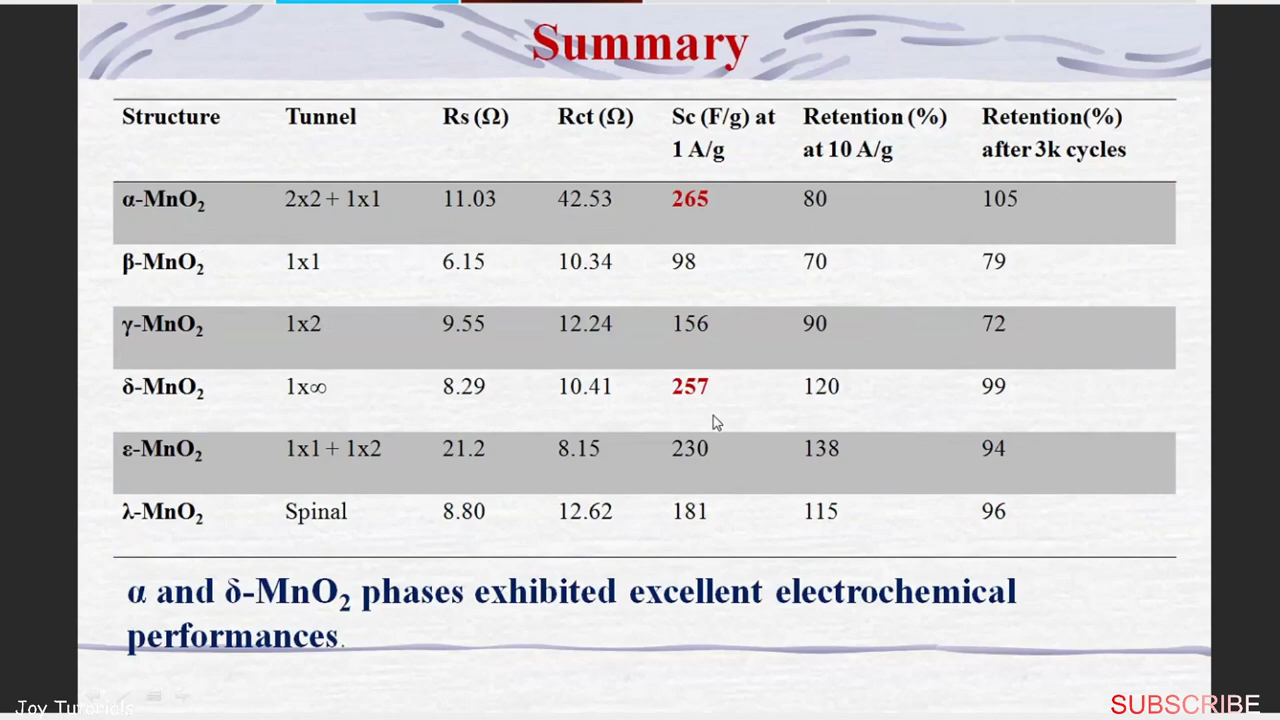 Summary
Structure Tunnel Rs (Ω) Rct (Ω) Sc (F/g) at 1 A/g Retention (%) at 10 A/g Retention(%) after 3k cycles
α-MnO₂ 2x2 + 1x1 11.03 42.53 265 80 105
β-MnO₂ 1x1 6.15 10.34 98 70 79
γ-MnO₂ 1x2 9.55 12.24 156 90 72
δ-MnO₂ 1x∞ 8.29 10.41 257 120 99
ε-MnO₂ 1x1 + 1x2 21.2 8.15 230 138 94
λ-MnO₂ Spinal 8.80 12.62 181 115 96
α and δ-MnO₂ phases exhibited excellent electrochemical
performances.
Joy Tutorials
SUBSCRIBE